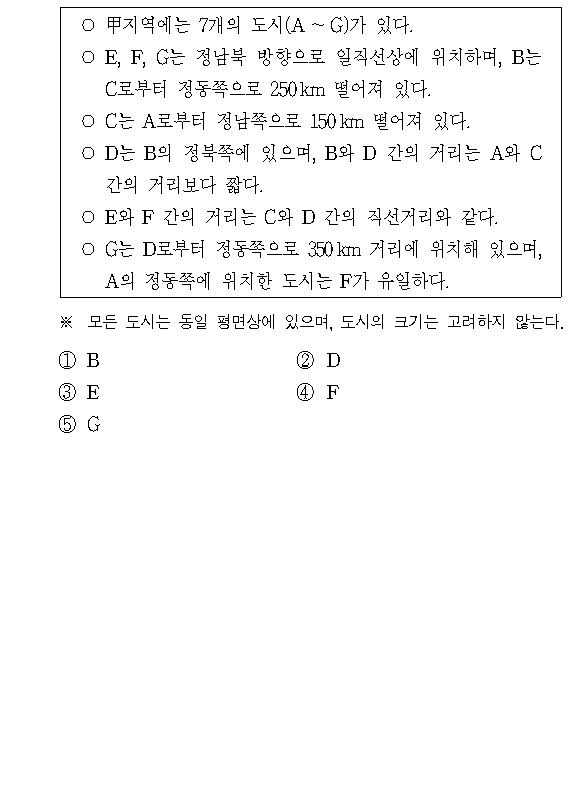 ○ 甲지역에는 7개의 도시(A ~ G)가 있다.
○ E, F, G는 정남북 방향으로 일직선상에 위치하며, B는
C로부터 정동쪽으로 250 km 떨어져 있다.
○ C는 A로부터 정남쪽으로 150 km 떨어져 있다.
○ D는 B의 정북쪽에 있으며, B와 D 간의 거리는 A와 C
간의 거리보다 짧다.
○ E와 F 간의 거리는 C와 D 간의 직선거리와 같다.
○ G는 D로부터 정동쪽으로 350 km 거리에 위치해 있으며,
A의 정동쪽에 위치한 도시는 F가 유일하다.
※ 모든 도시는 동일 평면상에 있으며, 도시의 크기는 고려하지 않는다.
① B ② D
③ E ④ F
⑤ G